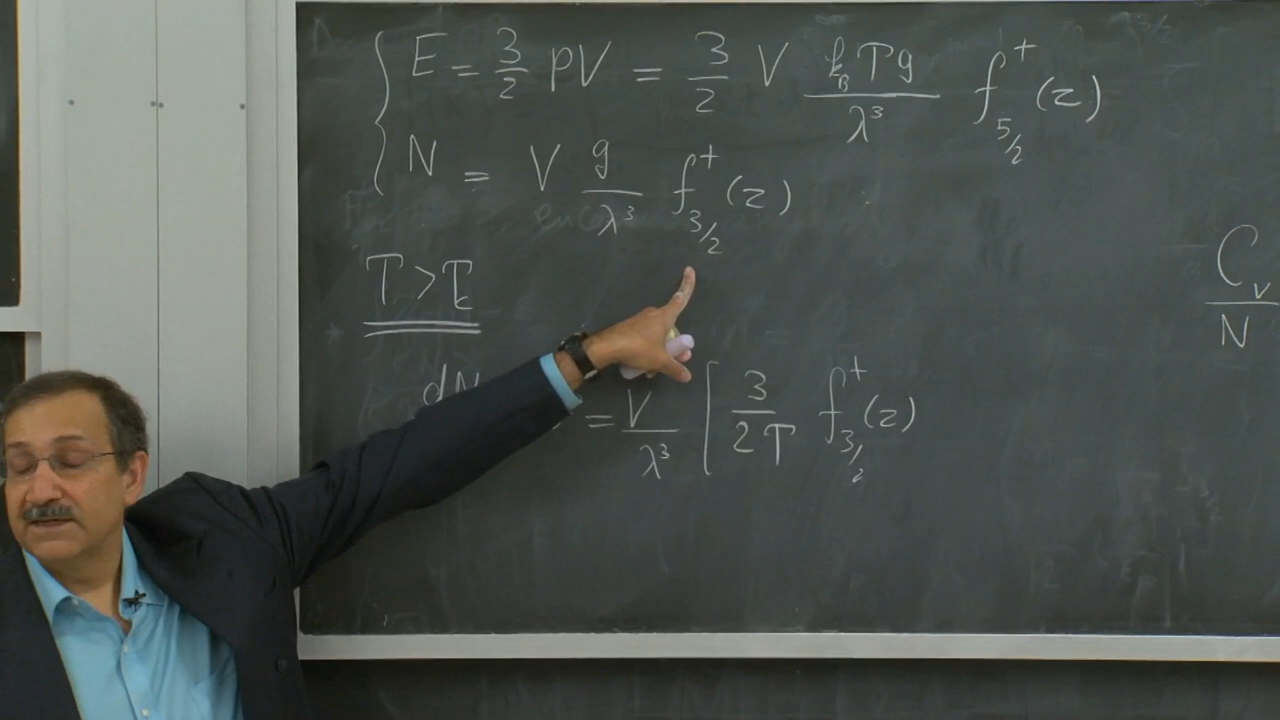 E = 3/2 PV = 3/2 V k_B T g / λ³ f⁺_{5/2}(z)
N = V g/λ³ f⁺_{3/2}(z)
T > T_c
dN = V/λ³ [ 3/2T f⁺_{3/2}(z)
C_v / N